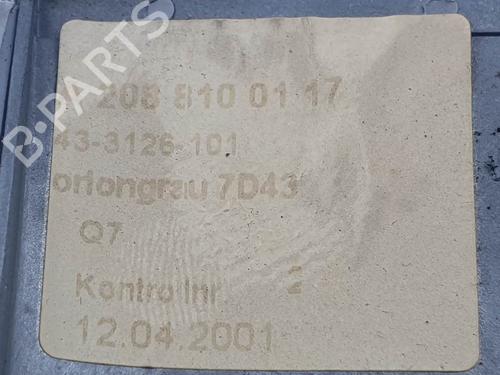 208 810 01 17
43-3126-101
oriongrau 7D43
Q7
Kontrollnr. 2
12.04.2001
B-PARTS